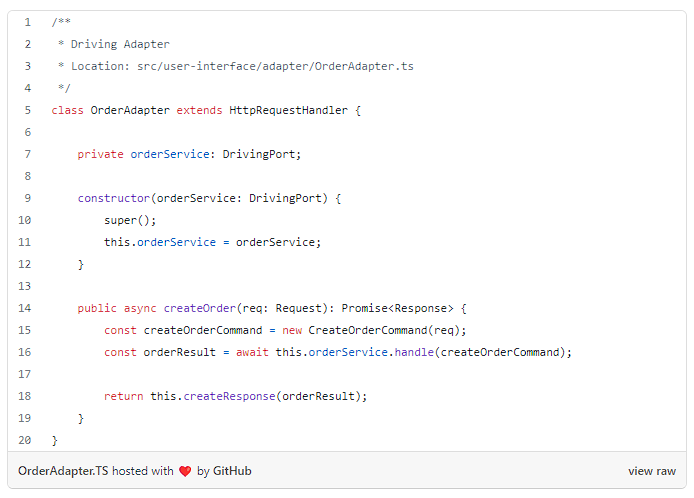 1 /**
2  * Driving Adapter
3  * Location: src/user-interface/adapter/OrderAdapter.ts
4  */
5 class OrderAdapter extends HttpRequestHandler {
6
7     private orderService: DrivingPort;
8
9     constructor(orderService: DrivingPort) {
10         super();
11         this.orderService = orderService;
12     }
13
14     public async createOrder(req: Request): Promise<Response> {
15         const createOrderCommand = new CreateOrderCommand(req);
16         const orderResult = await this.orderService.handle(createOrderCommand);
17
18         return this.createResponse(orderResult);
19     }
20 }
OrderAdapter.TS hosted with ❤ by GitHub view raw